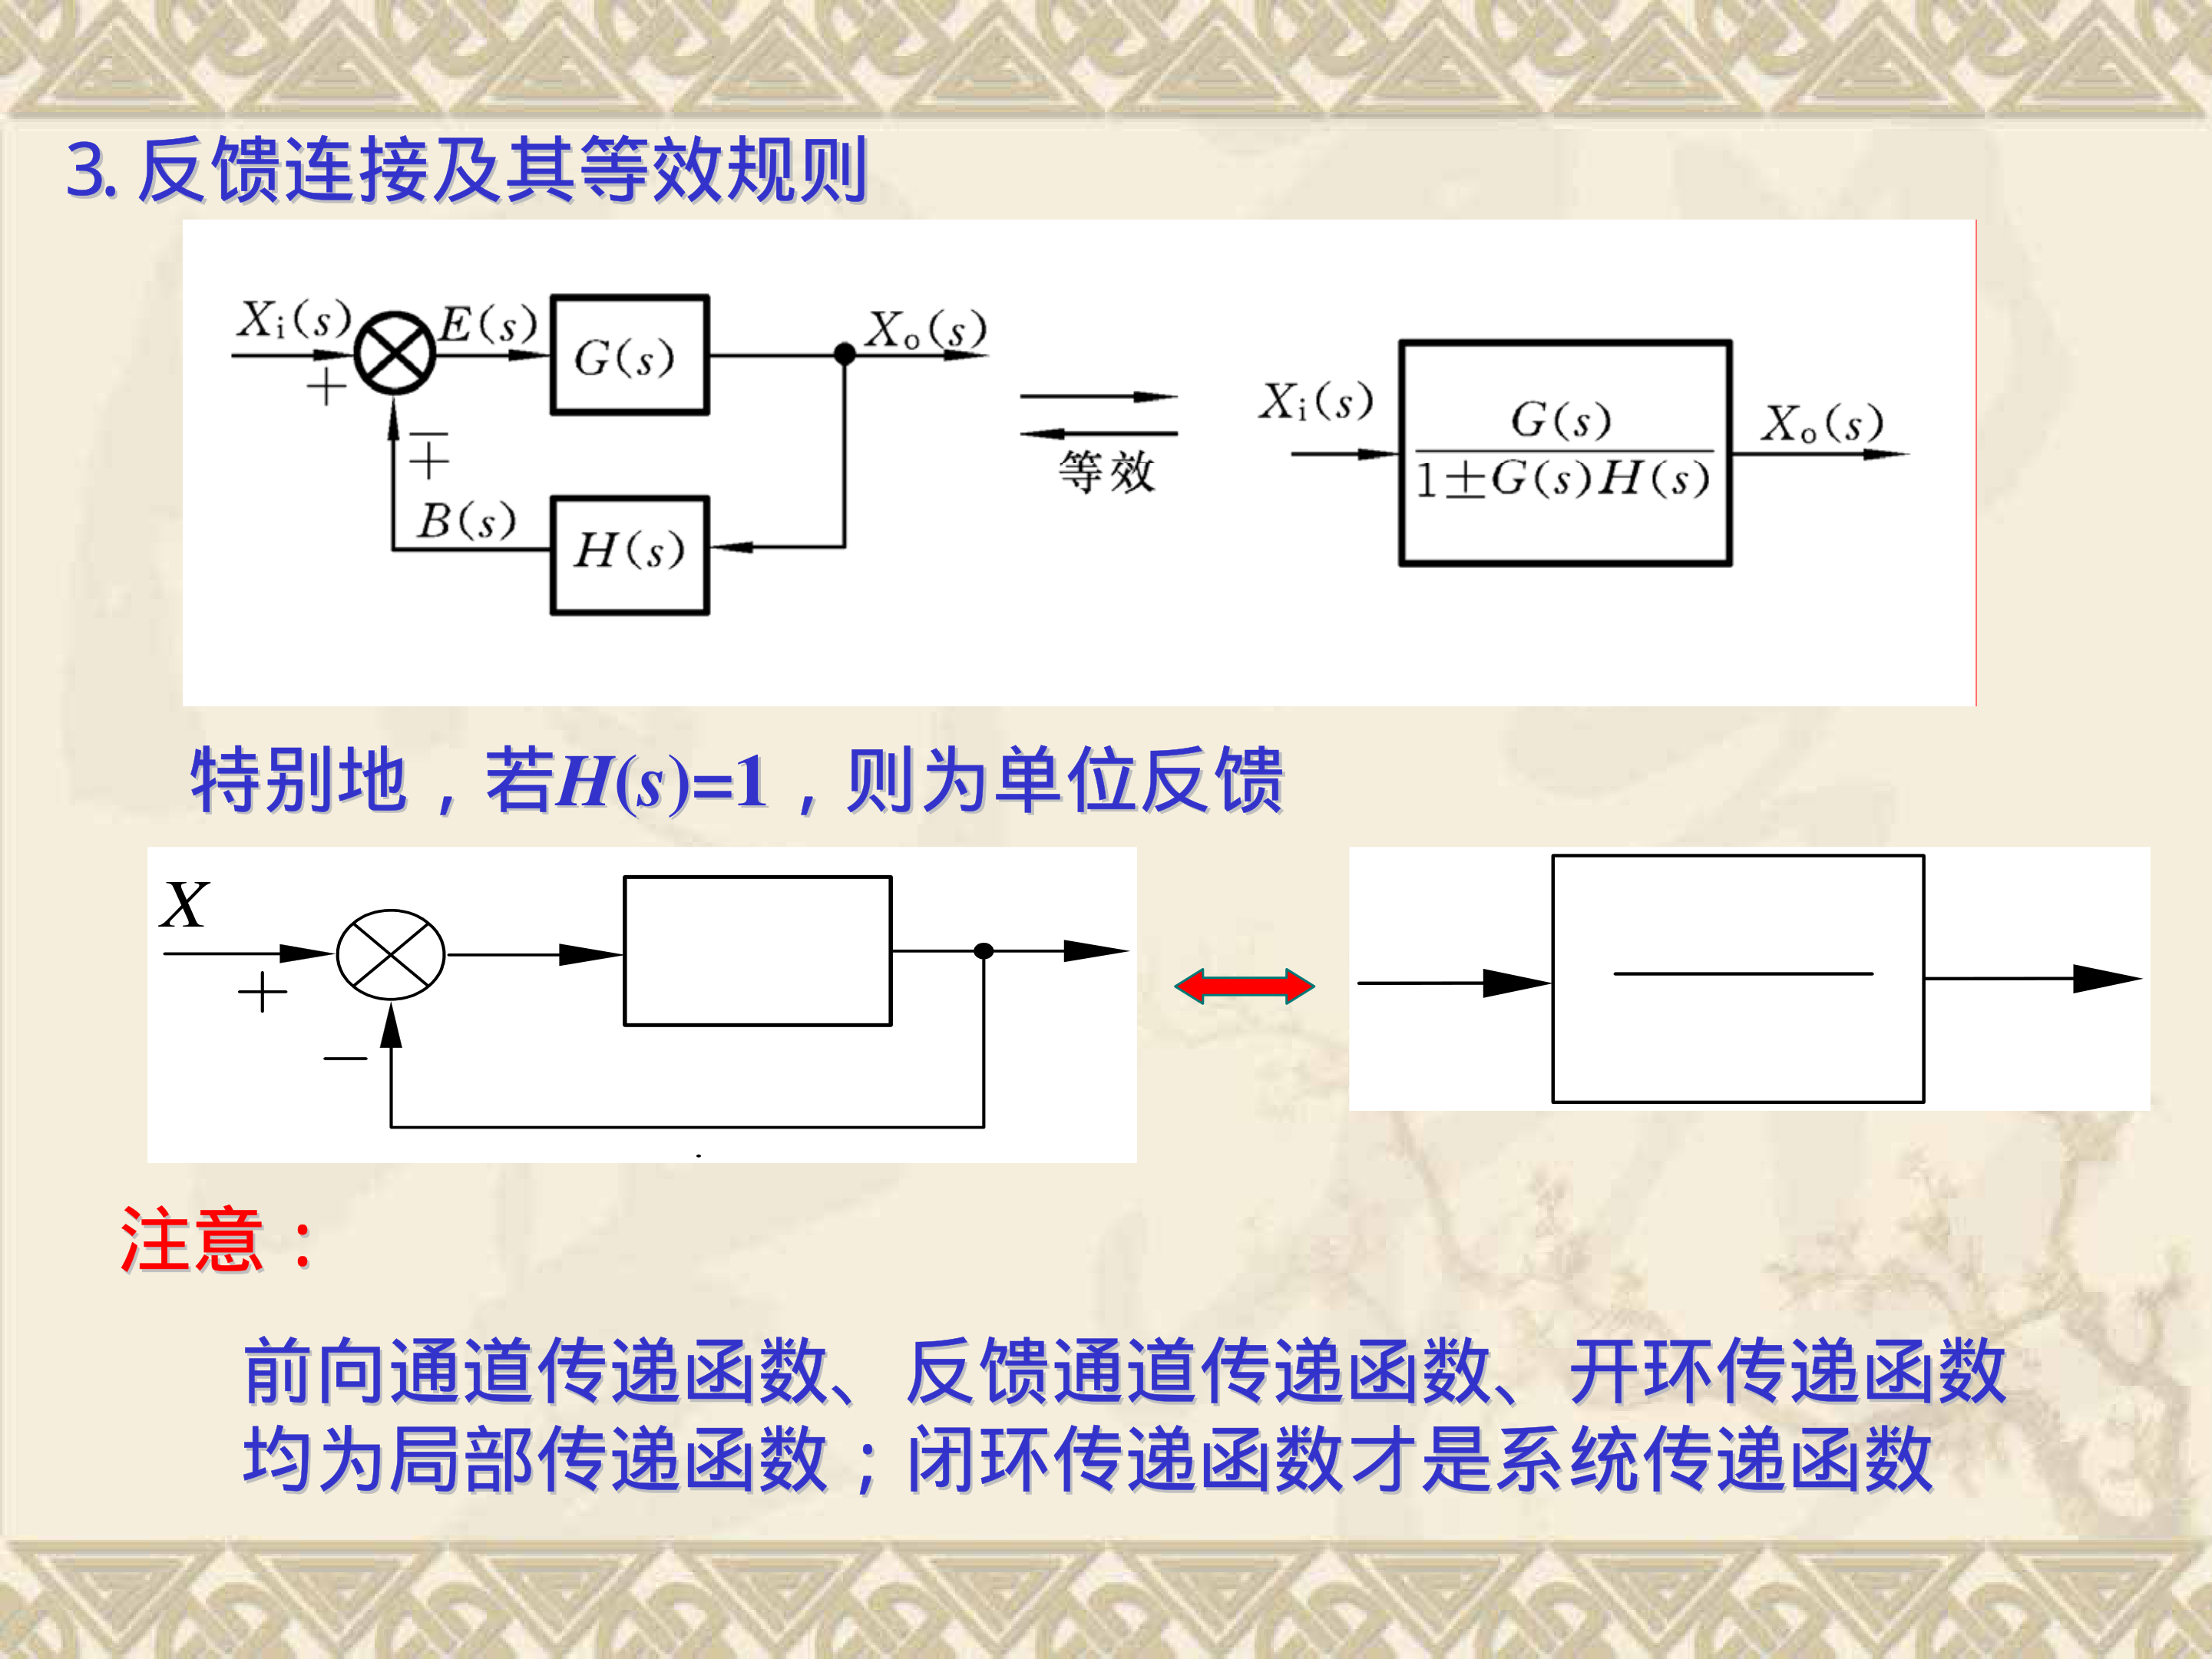 3. 反馈连接及其等效规则
Xi(s)
E(s)
G(s)
Xo(s)
+
∓
B(s)
H(s)
等效
Xi(s)
G(s)
1±G(s)H(s)
Xo(s)
特别地，若H(s)=1，则为单位反馈
X
+
−
注意：
前向通道传递函数、反馈通道传递函数、开环传递函数
均为局部传递函数；闭环传递函数才是系统传递函数